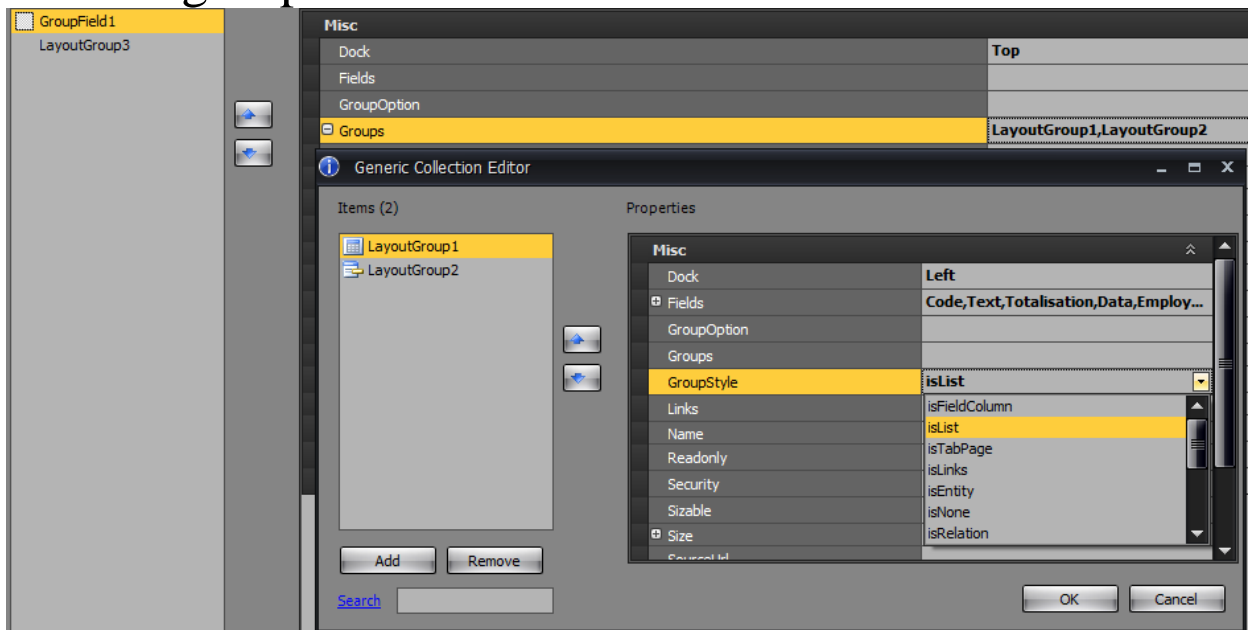 GroupField1
LayoutGroup3
Misc
Dock Top
Fields
GroupOption
Groups LayoutGroup1,LayoutGroup2
Generic Collection Editor
Items (2)
Properties
LayoutGroup1
LayoutGroup2
Misc
Dock Left
Fields Code,Text,Totalisation,Data,Employ...
GroupOption
Groups
GroupStyle isList
Links
Name
Readonly
Security
Sizable
Size
isFieldColumn
isList
isTabPage
isLinks
isEntity
isNone
isRelation
SourceUrl
Add Remove
Search
OK Cancel